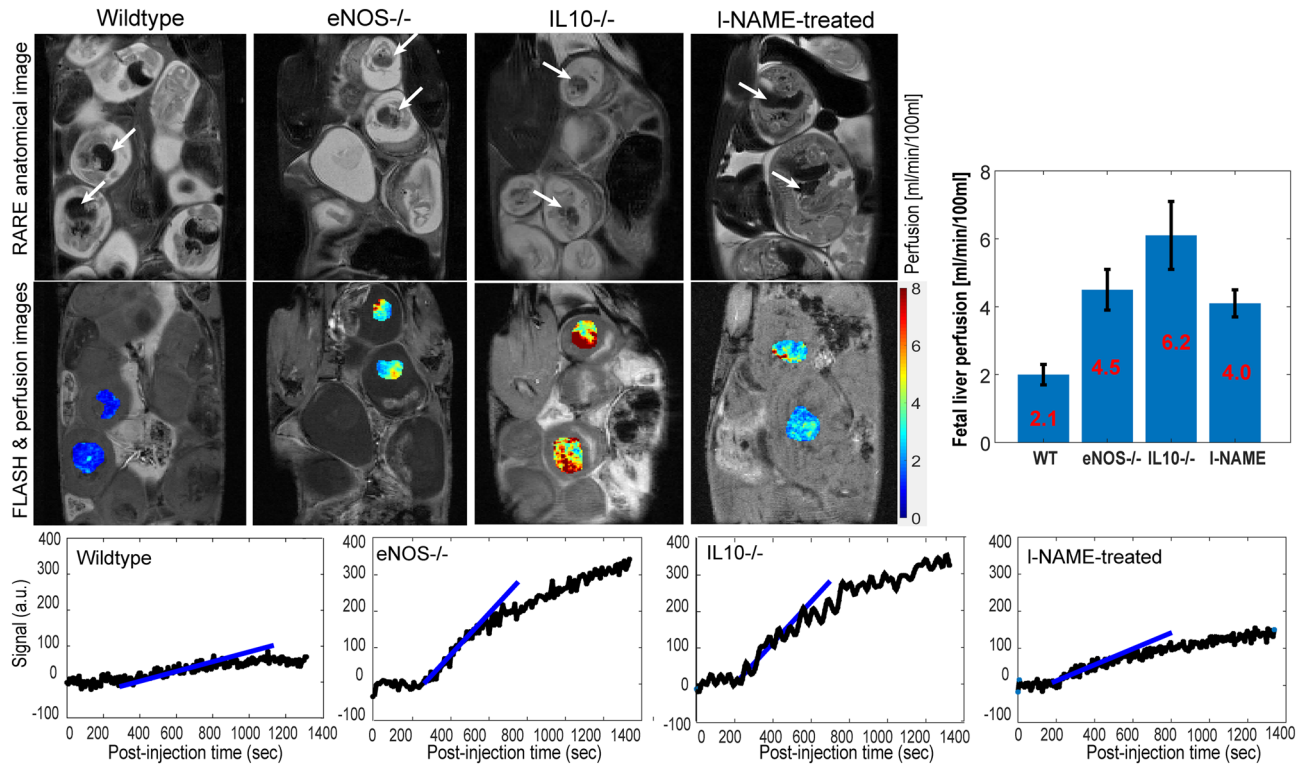 Wildtype
eNOS-/-
IL10-/-
l-NAME-treated
RARE anatomical image
FLASH & perfusion images
Perfusion [ml/min/100ml]
8
6
4
2
0
Fetal liver perfusion [ml/min/100ml]
8
6
4
2
0
2.1
4.5
6.2
4.0
WT
eNOS-/-
IL10-/-
l-NAME
Signal (a.u.)
400
300
200
100
0
-100
Wildtype
0 200 400 600 800 1000 1200 1400
Post-injection time (sec)
400
300
200
100
0
-100
eNOS-/-
0 200 400 600 800 1000 1200 1400
Post-injection time (sec)
400
300
200
100
0
-100
IL10-/-
0 200 400 600 800 1000 1200 1400
Post-injection time (sec)
400
300
200
100
0
-100
l-NAME-treated
0 200 400 600 800 1000 1200 1400
Post-injection time (sec)